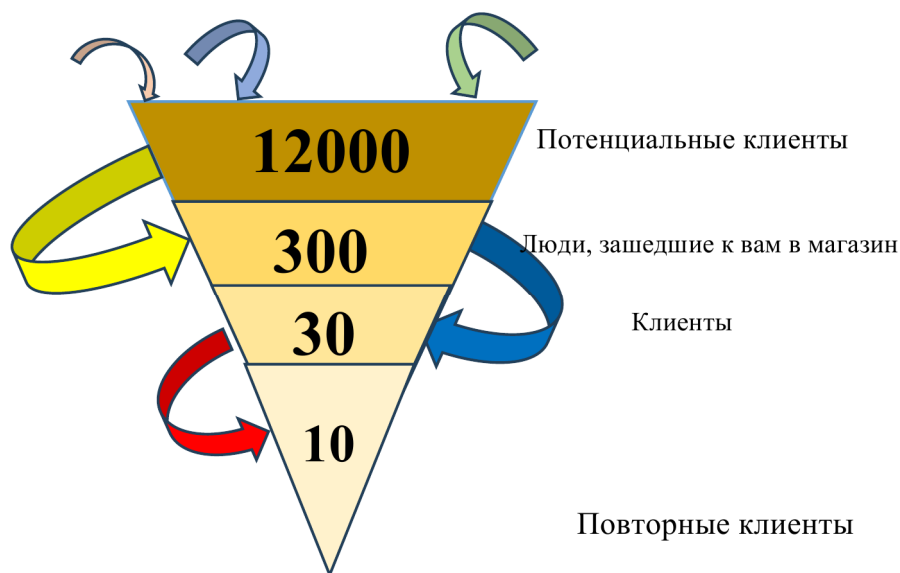 12000
Потенциальные клиенты
300
Люди, зашедшие к вам в магазин
30
Клиенты
10
Повторные клиенты